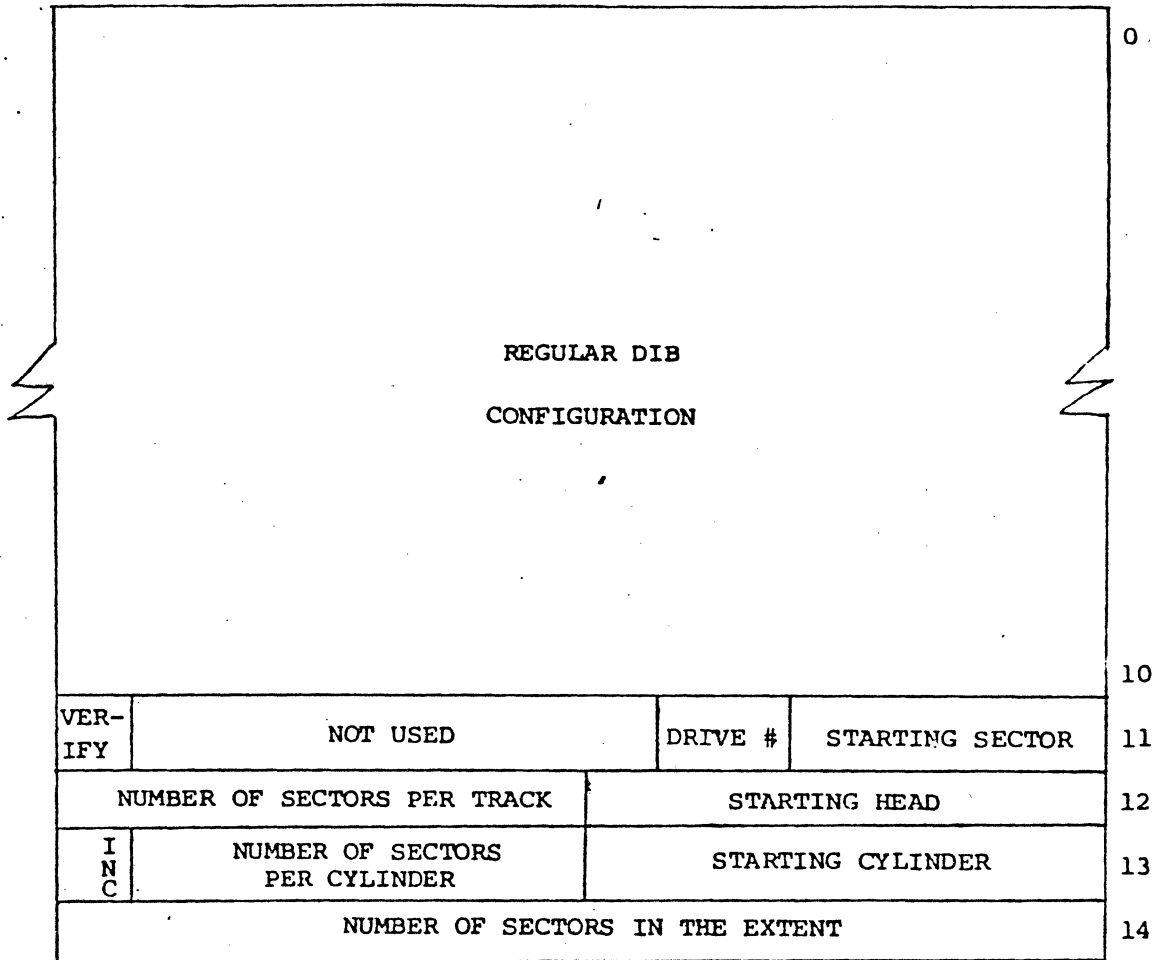 0
REGULAR DIB
CONFIGURATION
10
VER-
IFY
NOT USED
DRIVE #
STARTING SECTOR
11
NUMBER OF SECTORS PER TRACK
STARTING HEAD
12
I
N
C
NUMBER OF SECTORS
PER CYLINDER
STARTING CYLINDER
13
NUMBER OF SECTORS IN THE EXTENT
14